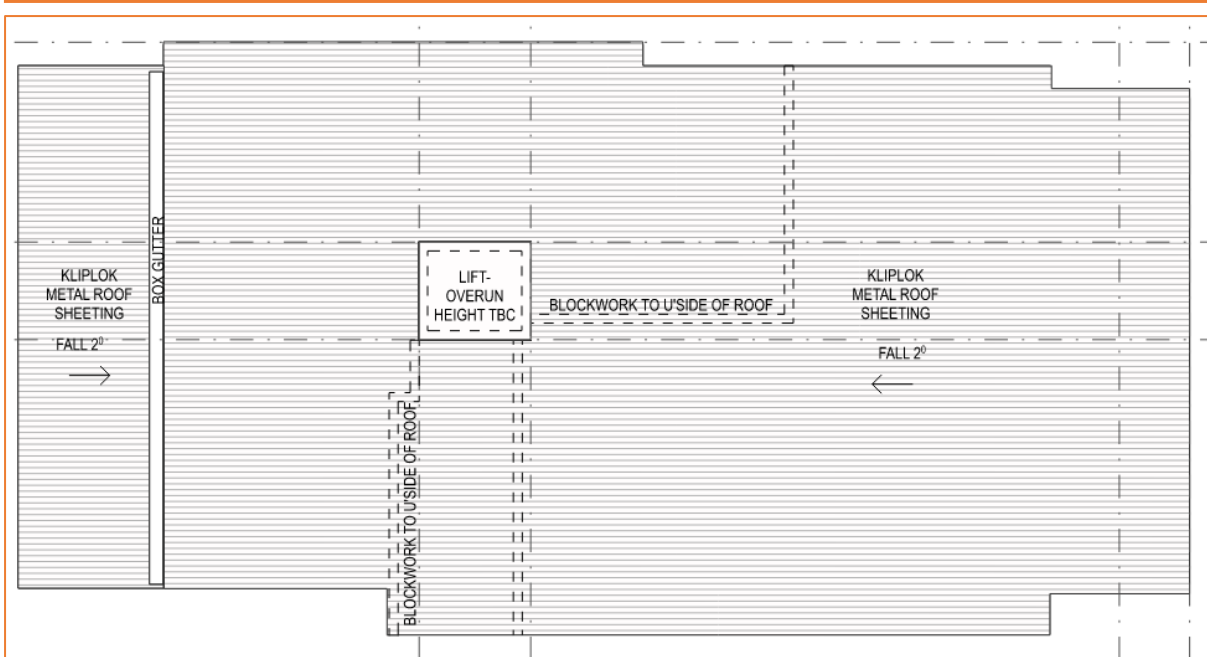 KLIPLOK
METAL ROOF
SHEETING
FALL 2⁰
BOX GUTTER
LIFT-
OVERUN
HEIGHT TBC
BLOCKWORK TO U'SIDE OF ROOF
BLOCKWORK TO U'SIDE OF ROOF
KLIPLOK
METAL ROOF
SHEETING
FALL 2⁰